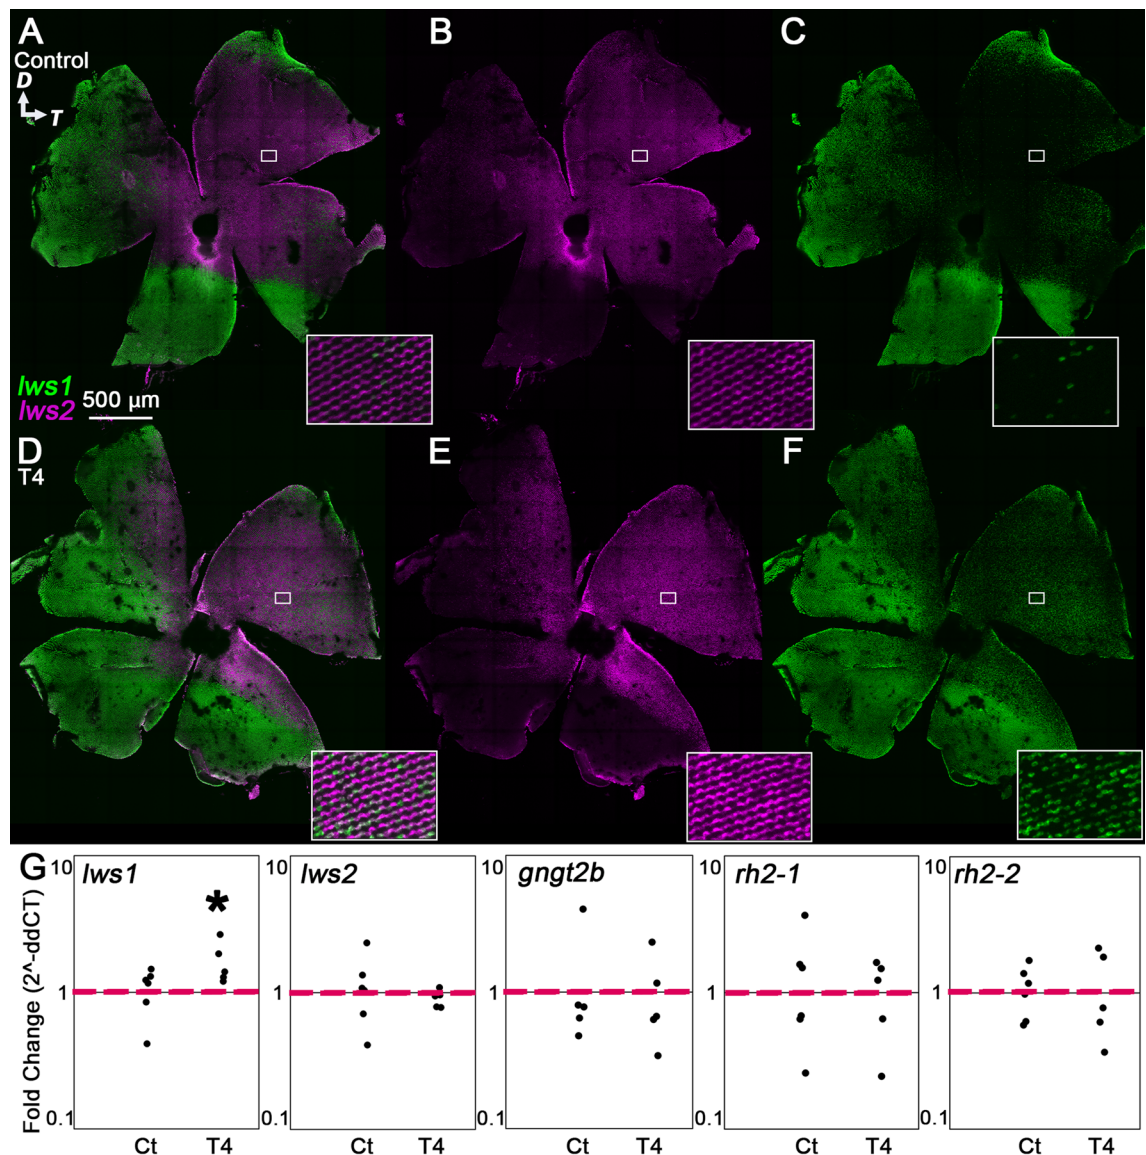 A
B
C
Control
D
T
lws1
lws2
500 µm
D
T4
E
F
G
Fold Change (2^-ddCT)
10
1
0.1
lws1
*
Ct
T4
10
1
0.1
lws2
Ct
T4
10
1
0.1
gngt2b
Ct
T4
10
1
0.1
rh2-1
Ct
T4
10
1
0.1
rh2-2
Ct
T4